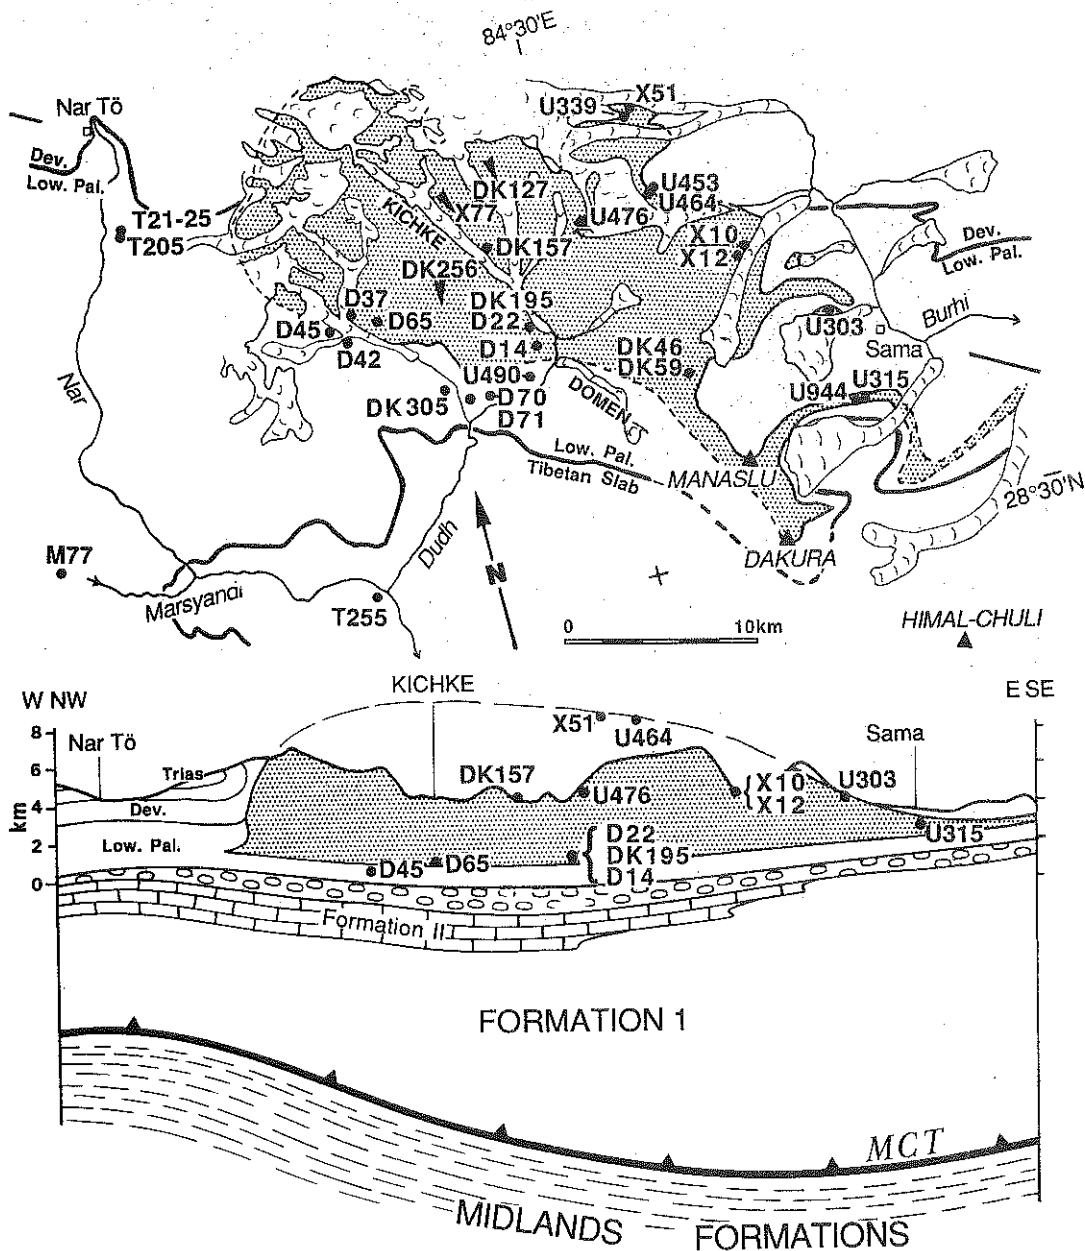 84°30'E
Nar Tö
Dev.
Low. Pal.
T21-25
T205
U339
X51
DK127
X77
KICHKE
U453
U464
U476
DK157
X10
X12
DK256
Dev.
Low. Pal.
D37
DK195
D65
D22
D45
D42
D14
U303
Burhi
Sama
DK46
DK59
U490
DOMEN
U944
U315
Nar
DK305
D70
D71
Low. Pal.
Tibetan Slab
MANASLU
28°30'N
DAKURA
M77
Marsyandi
Dudh
N
T255
0 10km
HIMAL-CHULI
W NW
KICHKE
E SE
8
6
4
2
0
km
Nar Tö
X51
U464
Sama
Trias
DK157
U476
X10
X12
U303
Dev.
Low. Pal.
D22
DK195
D14
D45
D65
U315
Formation II
FORMATION 1
MCT
MIDLANDS FORMATIONS